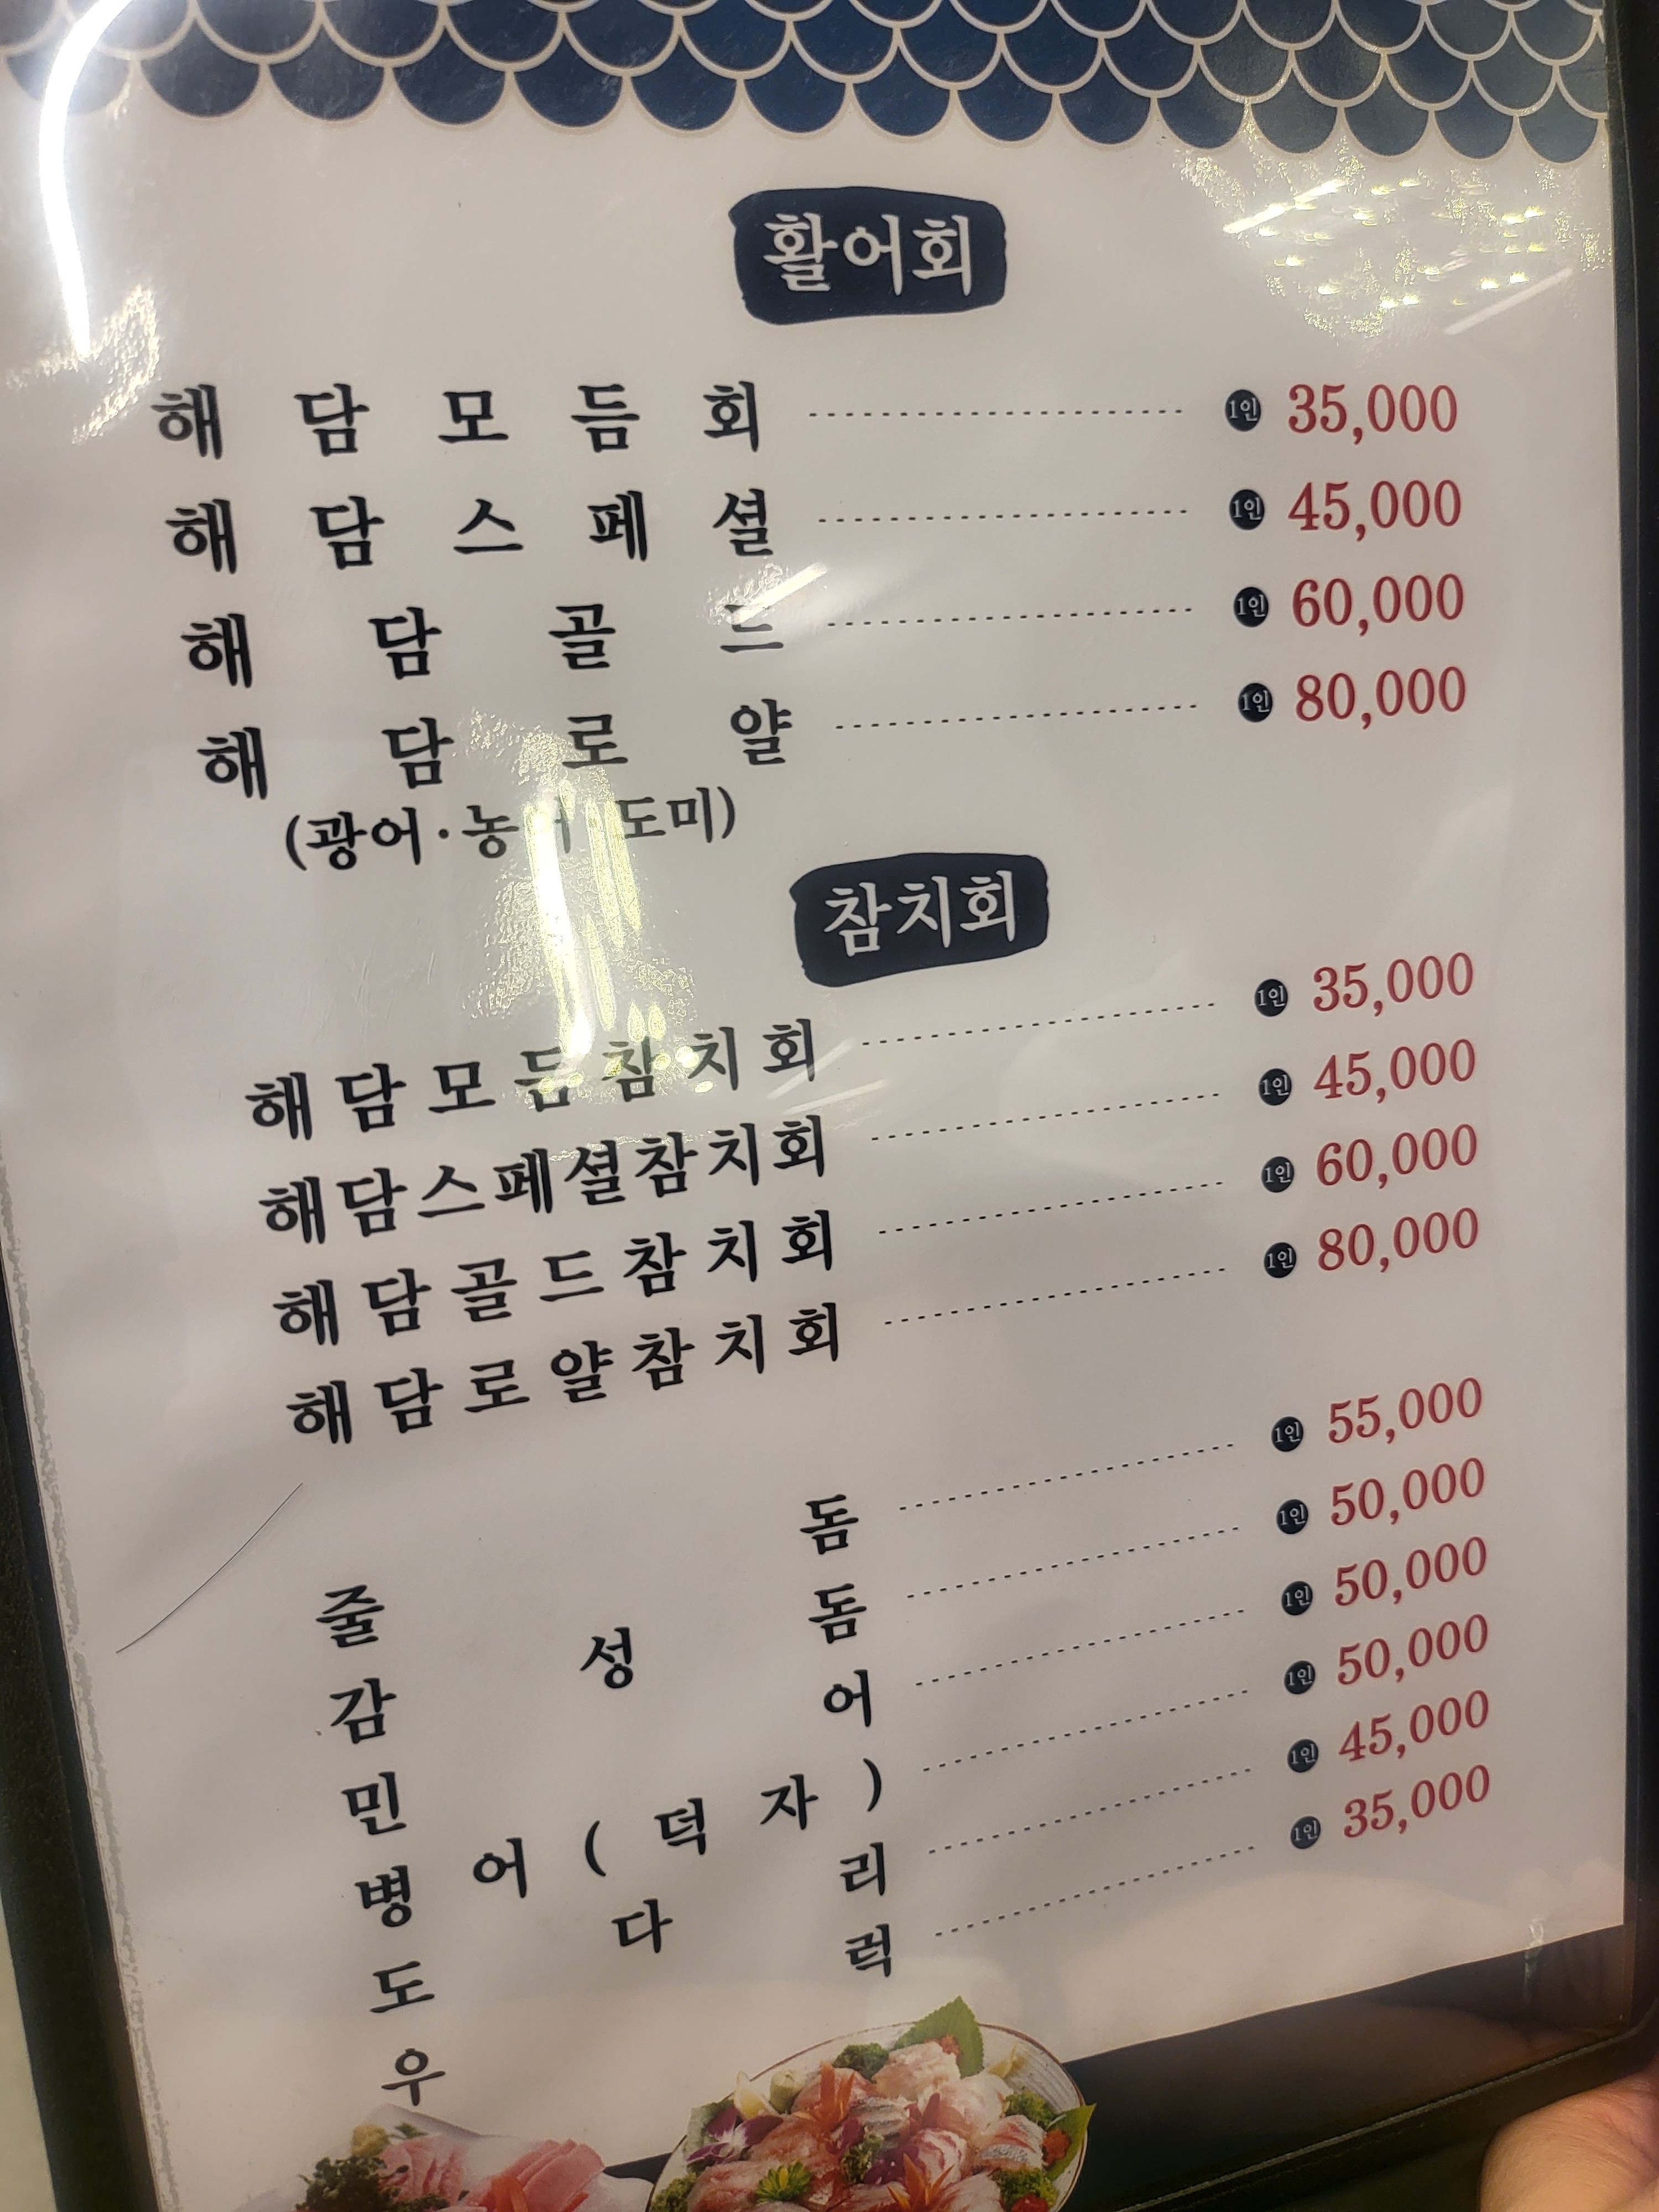 활어회
해담모듬회 1인 35,000
해담스페셜 1인 45,000
해담골드 1인 60,000
해담로얄 1인 80,000
(광어·농어·도미)
참치회
해담모듬참치회 1인 35,000
해담스페셜참치회 1인 45,000
해담골드참치회 1인 60,000
해담로얄참치회 1인 80,000
줄돔 1인 55,000
감성돔 1인 50,000
민어 1인 50,000
병어(덕자) 1인 50,000
도다리 1인 45,000
우럭 1인 35,000